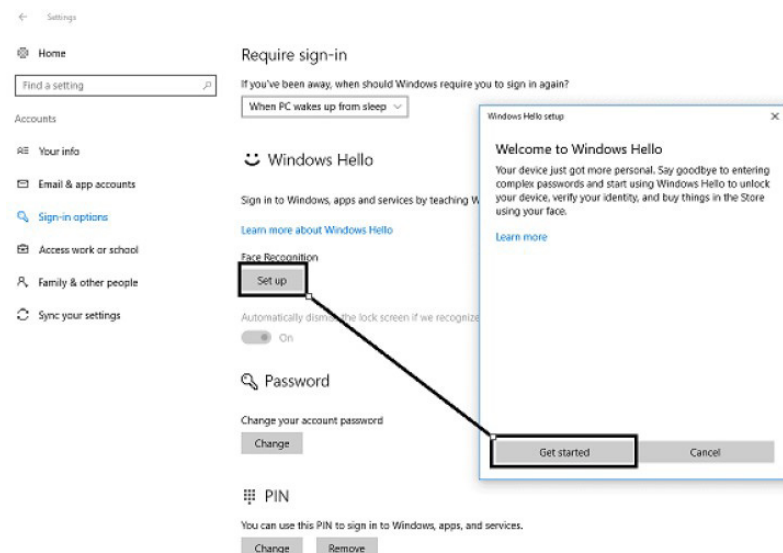 Settings
Home
Find a setting
Accounts
Your info
Email & app accounts
Sign-in options
Access work or school
Family & other people
Sync your settings
Require sign-in
If you've been away, when should Windows require you to sign in again?
When PC wakes up from sleep
Windows Hello
Sign in to Windows, apps and services by teaching
Learn more about Windows Hello
Face Recognition
Set up
Automatically dismiss the lock screen if we recognize
On
Password
Change your account password
Change
PIN
You can use this PIN to sign in to Windows, apps, and services.
Change Remove
Windows Hello setup
Welcome to Windows Hello
Your device just got more personal. Say goodbye to entering
complex passwords and start using Windows Hello to unlock
your device, verify your identity, and buy things in the Store
using your face.
Learn more
Get started Cancel